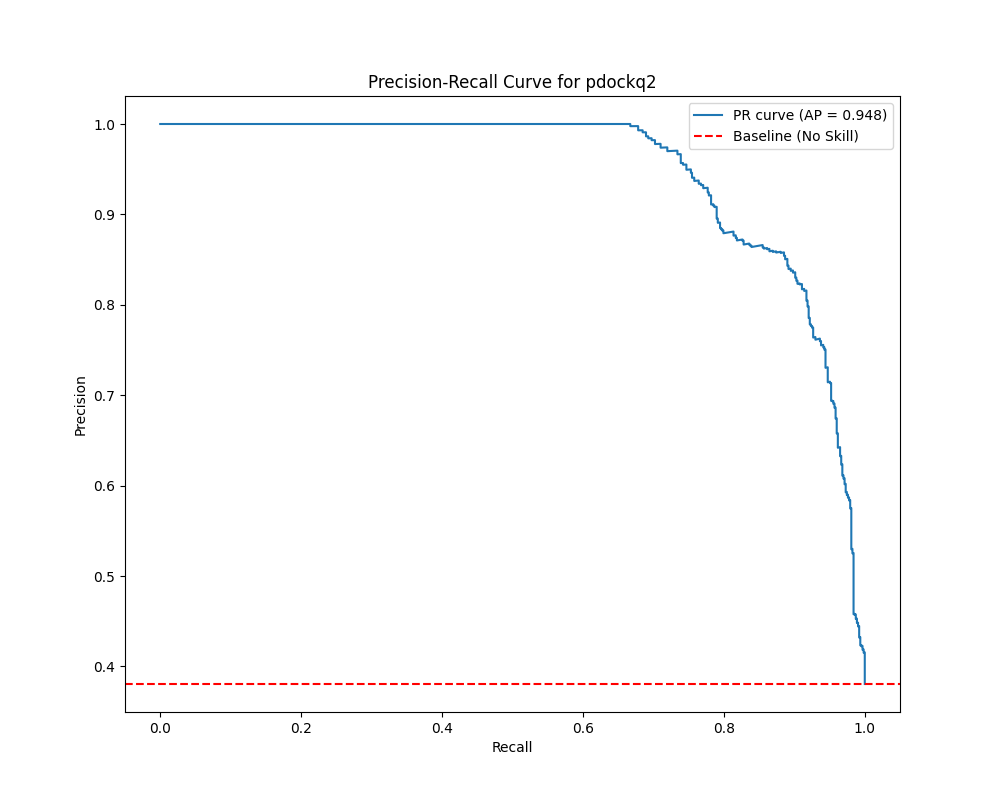 Precision-Recall Curve for pdockq2
PR curve (AP = 0.948)
Baseline (No Skill)
1.0
0.9
0.8
0.7
0.6
0.5
0.4
Precision
0.0 0.2 0.4 0.6 0.8 1.0
Recall